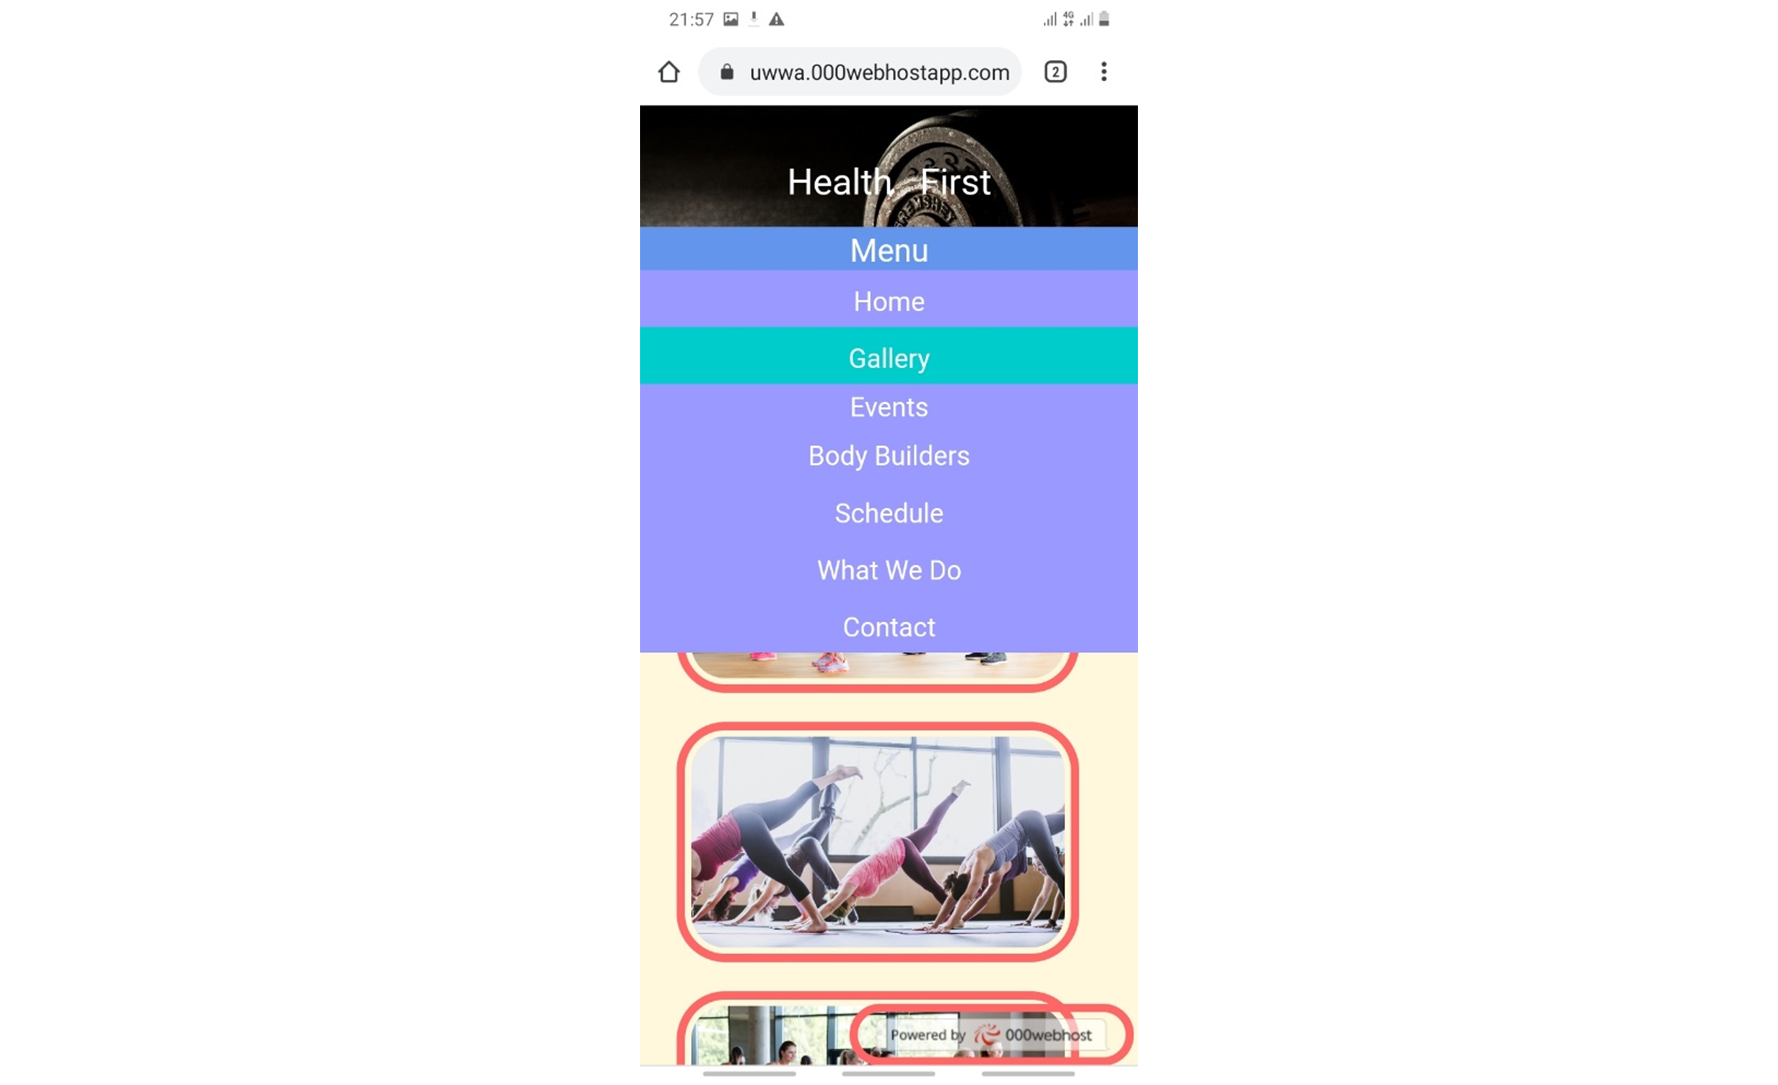 21:57
4G
uwwa.000webhostapp.com
2
Health First
Menu
Home
Gallery
Events
Body Builders
Schedule
What We Do
Contact
Powered by 000webhost